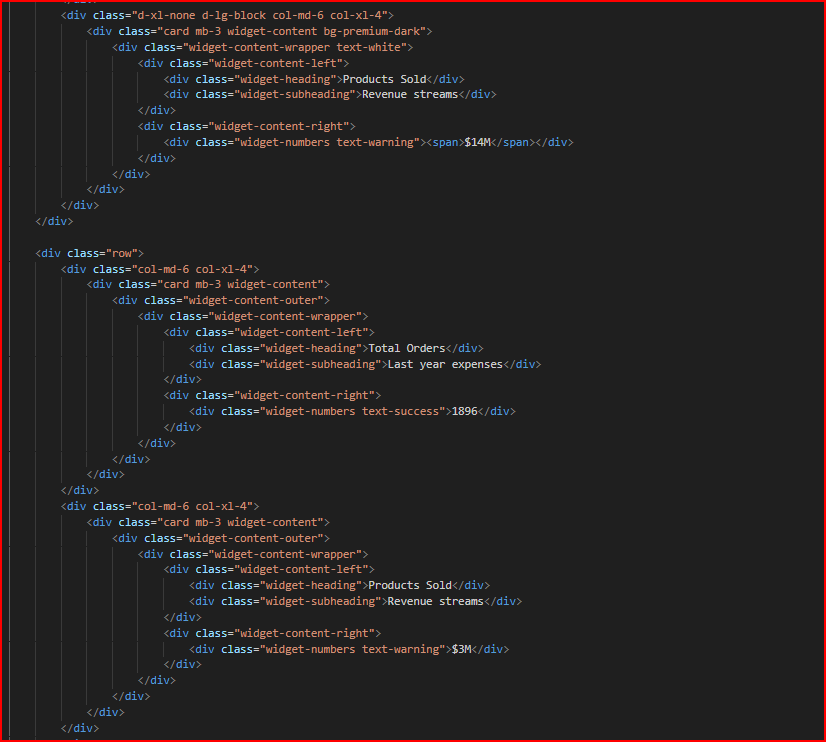 <div class="d-xl-none d-lg-block col-md-6 col-xl-4">
<div class="card mb-3 widget-content bg-premium-dark">
<div class="widget-content-wrapper text-white">
<div class="widget-content-left">
<div class="widget-heading">Products Sold</div>
<div class="widget-subheading">Revenue streams</div>
</div>
<div class="widget-content-right">
<div class="widget-numbers text-warning"><span>$14M</span></div>
</div>
</div>
</div>
</div>
</div>
<div class="row">
<div class="col-md-6 col-xl-4">
<div class="card mb-3 widget-content">
<div class="widget-content-outer">
<div class="widget-content-wrapper">
<div class="widget-content-left">
<div class="widget-heading">Total Orders</div>
<div class="widget-subheading">Last year expenses</div>
</div>
<div class="widget-content-right">
<div class="widget-numbers text-success">1896</div>
</div>
</div>
</div>
</div>
</div>
<div class="col-md-6 col-xl-4">
<div class="card mb-3 widget-content">
<div class="widget-content-outer">
<div class="widget-content-wrapper">
<div class="widget-content-left">
<div class="widget-heading">Products Sold</div>
<div class="widget-subheading">Revenue streams</div>
</div>
<div class="widget-content-right">
<div class="widget-numbers text-warning">$3M</div>
</div>
</div>
</div>
</div>
</div>